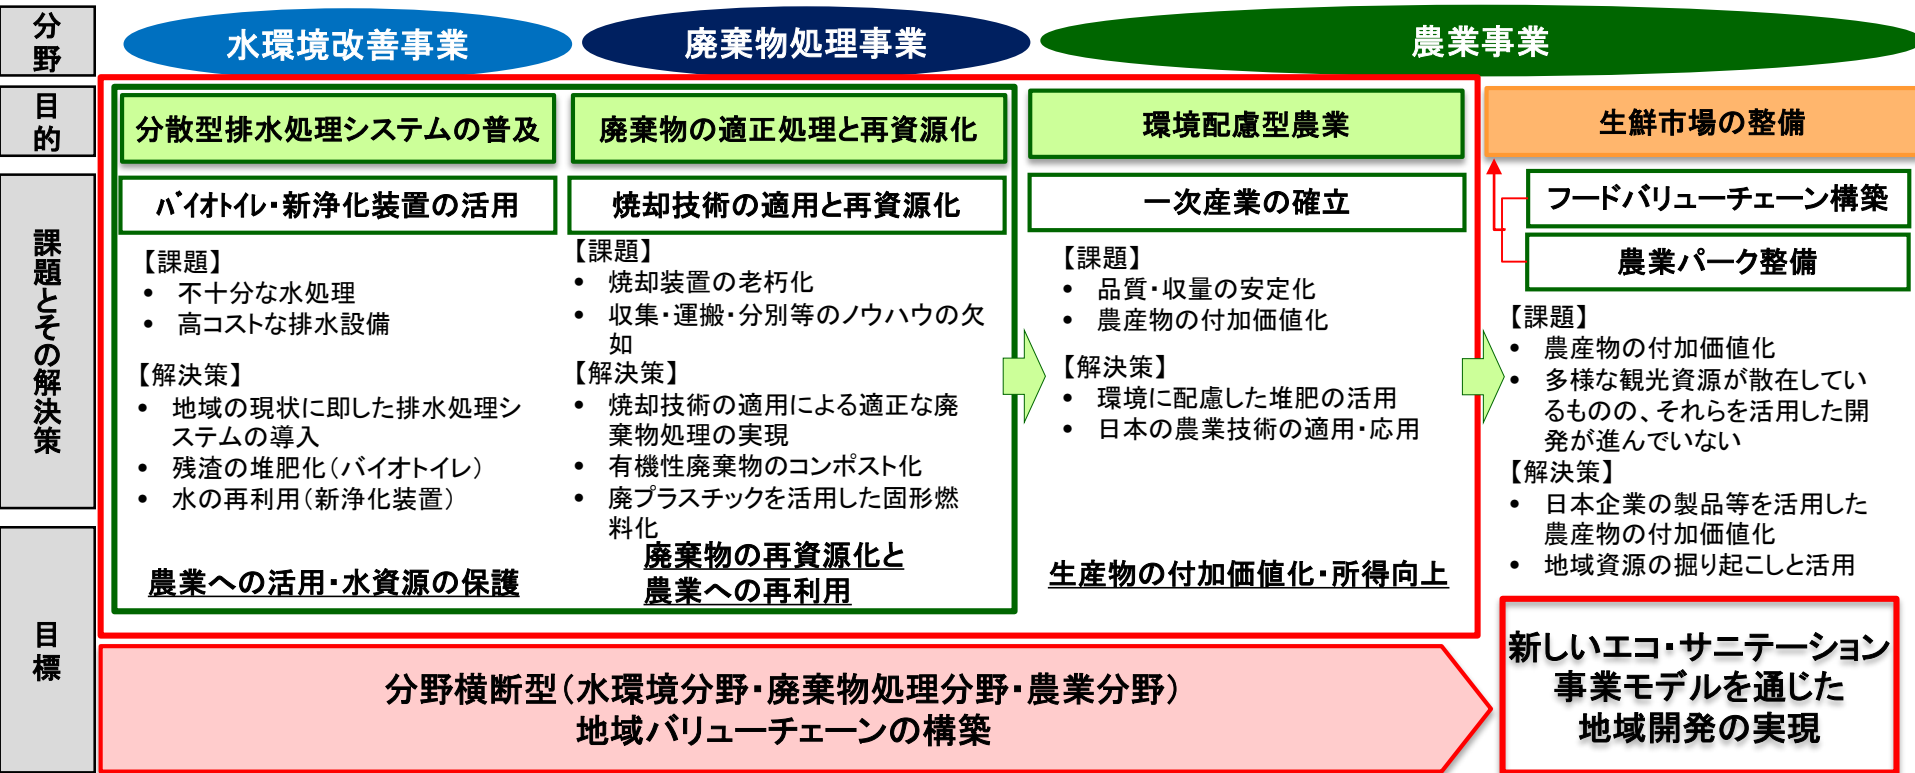 分野
水環境改善事業
廃棄物処理事業
農業事業
目的
分散型排水処理システムの普及
廃棄物の適正処理と再資源化
環境配慮型農業
生鮮市場の整備
課題とその解決策
バイオトイレ・新浄化装置の活用
【課題】
• 不十分な水処理
• 高コストな排水設備
【解決策】
• 地域の現状に即した排水処理シ
ステムの導入
• 残渣の堆肥化（バイオトイレ）
• 水の再利用（新浄化装置）
農業への活用・水資源の保護
焼却技術の適用と再資源化
【課題】
• 焼却装置の老朽化
• 収集・運搬・分別等のノウハウの欠
如
【解決策】
• 焼却技術の適用による適正な廃
棄物処理の実現
• 有機性廃棄物のコンポスト化
• 廃プラスチックを活用した固形燃
料化
廃棄物の再資源化と
農業への再利用
一次産業の確立
【課題】
• 品質・収量の安定化
• 農産物の付加価値化
【解決策】
• 環境に配慮した堆肥の活用
• 日本の農業技術の適用・応用
生産物の付加価値化・所得向上
フードバリューチェーン構築
農業パーク整備
【課題】
• 農産物の付加価値化
• 多様な観光資源が散在してい
るものの、それらを活用した開
発が進んでいない
【解決策】
• 日本企業の製品等を活用した
農産物の付加価値化
• 地域資源の掘り起こしと活用
目標
分野横断型（水環境分野・廃棄物処理分野・農業分野）
地域バリューチェーンの構築
新しいエコ・サニテーション
事業モデルを通じた
地域開発の実現